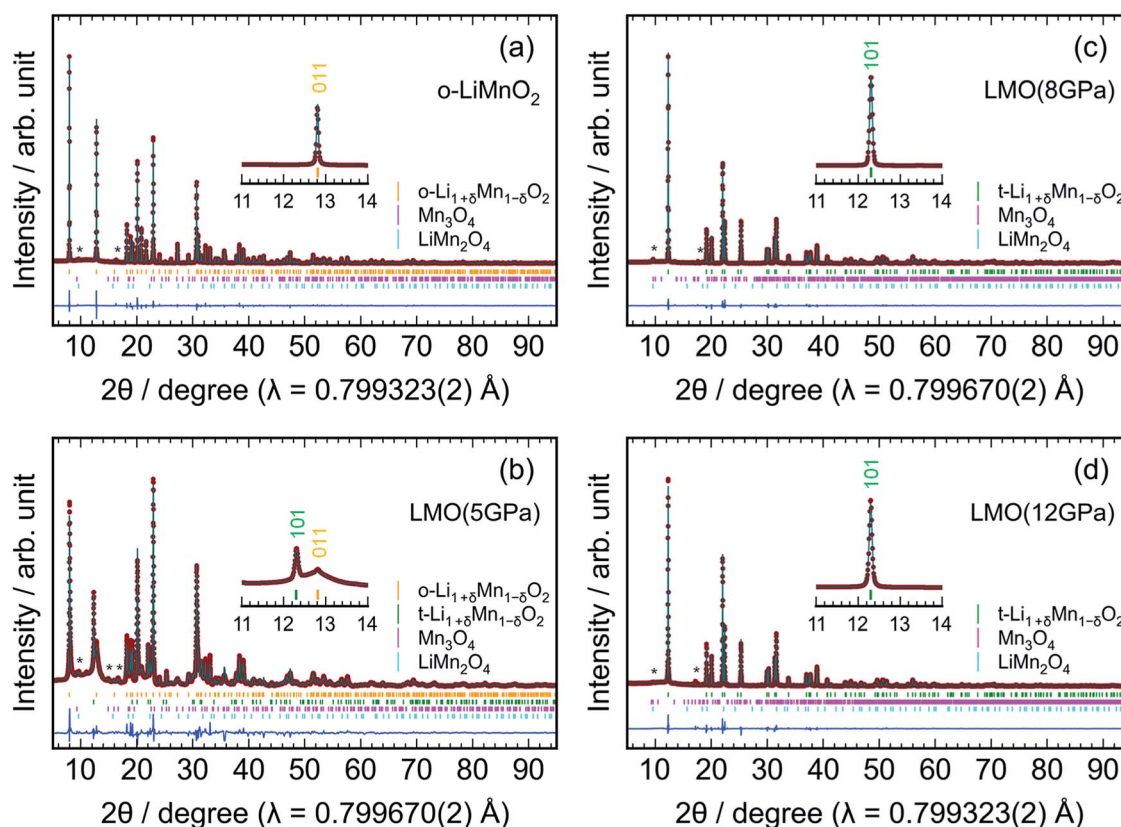 (a)
o-LiMnO₂
Intensity / arb. unit
011
11 12 13 14
o-Li₁₊δMn₁₋δO₂
Mn₃O₄
LiMn₂O₄
* *
10 20 30 40 50 60 70 80 90
2θ / degree (λ = 0.799323(2) Å)
(c)
LMO(8GPa)
Intensity / arb. unit
101
11 12 13 14
t-Li₁₊δMn₁₋δO₂
Mn₃O₄
LiMn₂O₄
* *
10 20 30 40 50 60 70 80 90
2θ / degree (λ = 0.799670(2) Å)
(b)
LMO(5GPa)
Intensity / arb. unit
101 011
11 12 13 14
o-Li₁₊δMn₁₋δO₂
t-Li₁₊δMn₁₋δO₂
Mn₃O₄
LiMn₂O₄
* * *
10 20 30 40 50 60 70 80 90
2θ / degree (λ = 0.799670(2) Å)
(d)
LMO(12GPa)
Intensity / arb. unit
101
11 12 13 14
t-Li₁₊δMn₁₋δO₂
Mn₃O₄
LiMn₂O₄
* *
10 20 30 40 50 60 70 80 90
2θ / degree (λ = 0.799323(2) Å)